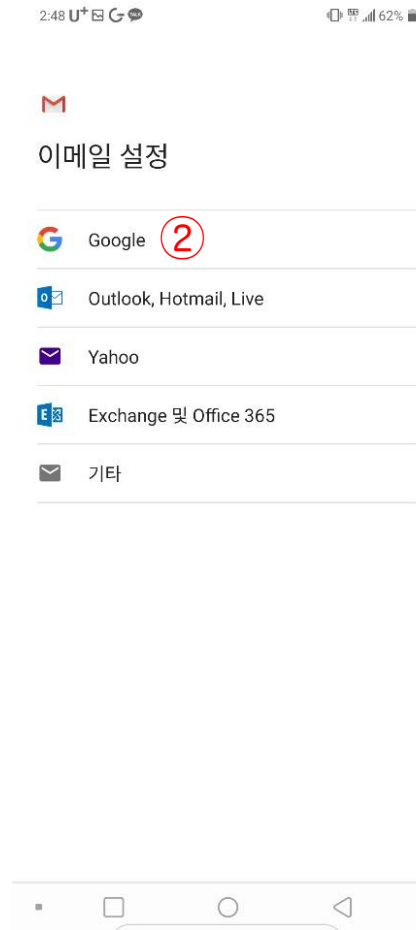 2:48 U+ 62%
이메일 설정
Google ②
Outlook, Hotmail, Live
Yahoo
Exchange 및 Office 365
기타